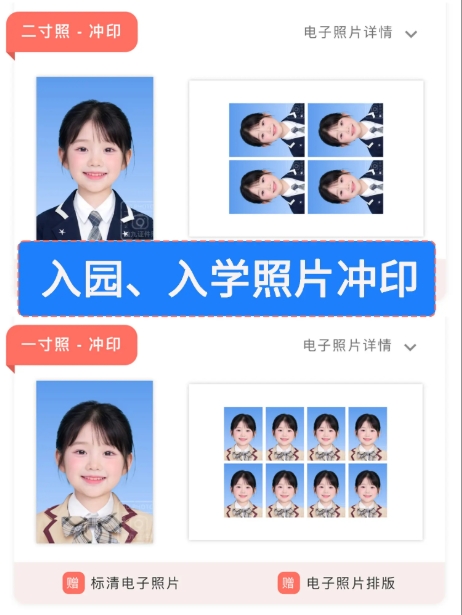 二寸照 - 冲印
电子照片详情
入园、入学照片冲印
一寸照 - 冲印
电子照片详情
赠 标清电子照片
赠 电子照片排版